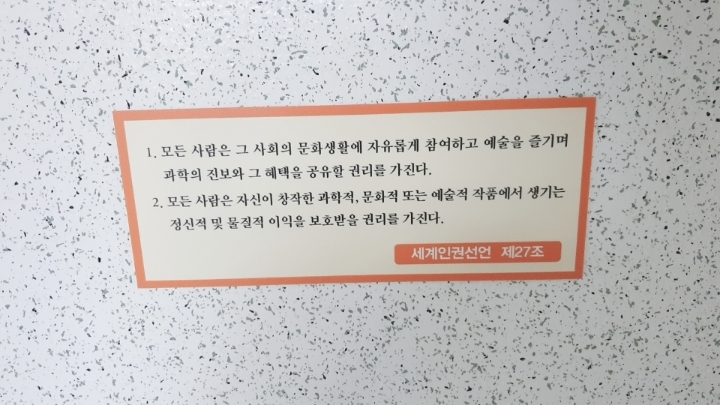 1. 모든 사람은 그 사회의 문화생활에 자유롭게 참여하고 예술을 즐기며
과학의 진보와 그 혜택을 공유할 권리를 가진다.
2. 모든 사람은 자신이 창작한 과학적, 문화적 또는 예술적 작품에서 생기는
정신적 및 물질적 이익을 보호받을 권리를 가진다.
세계인권선언 제27조